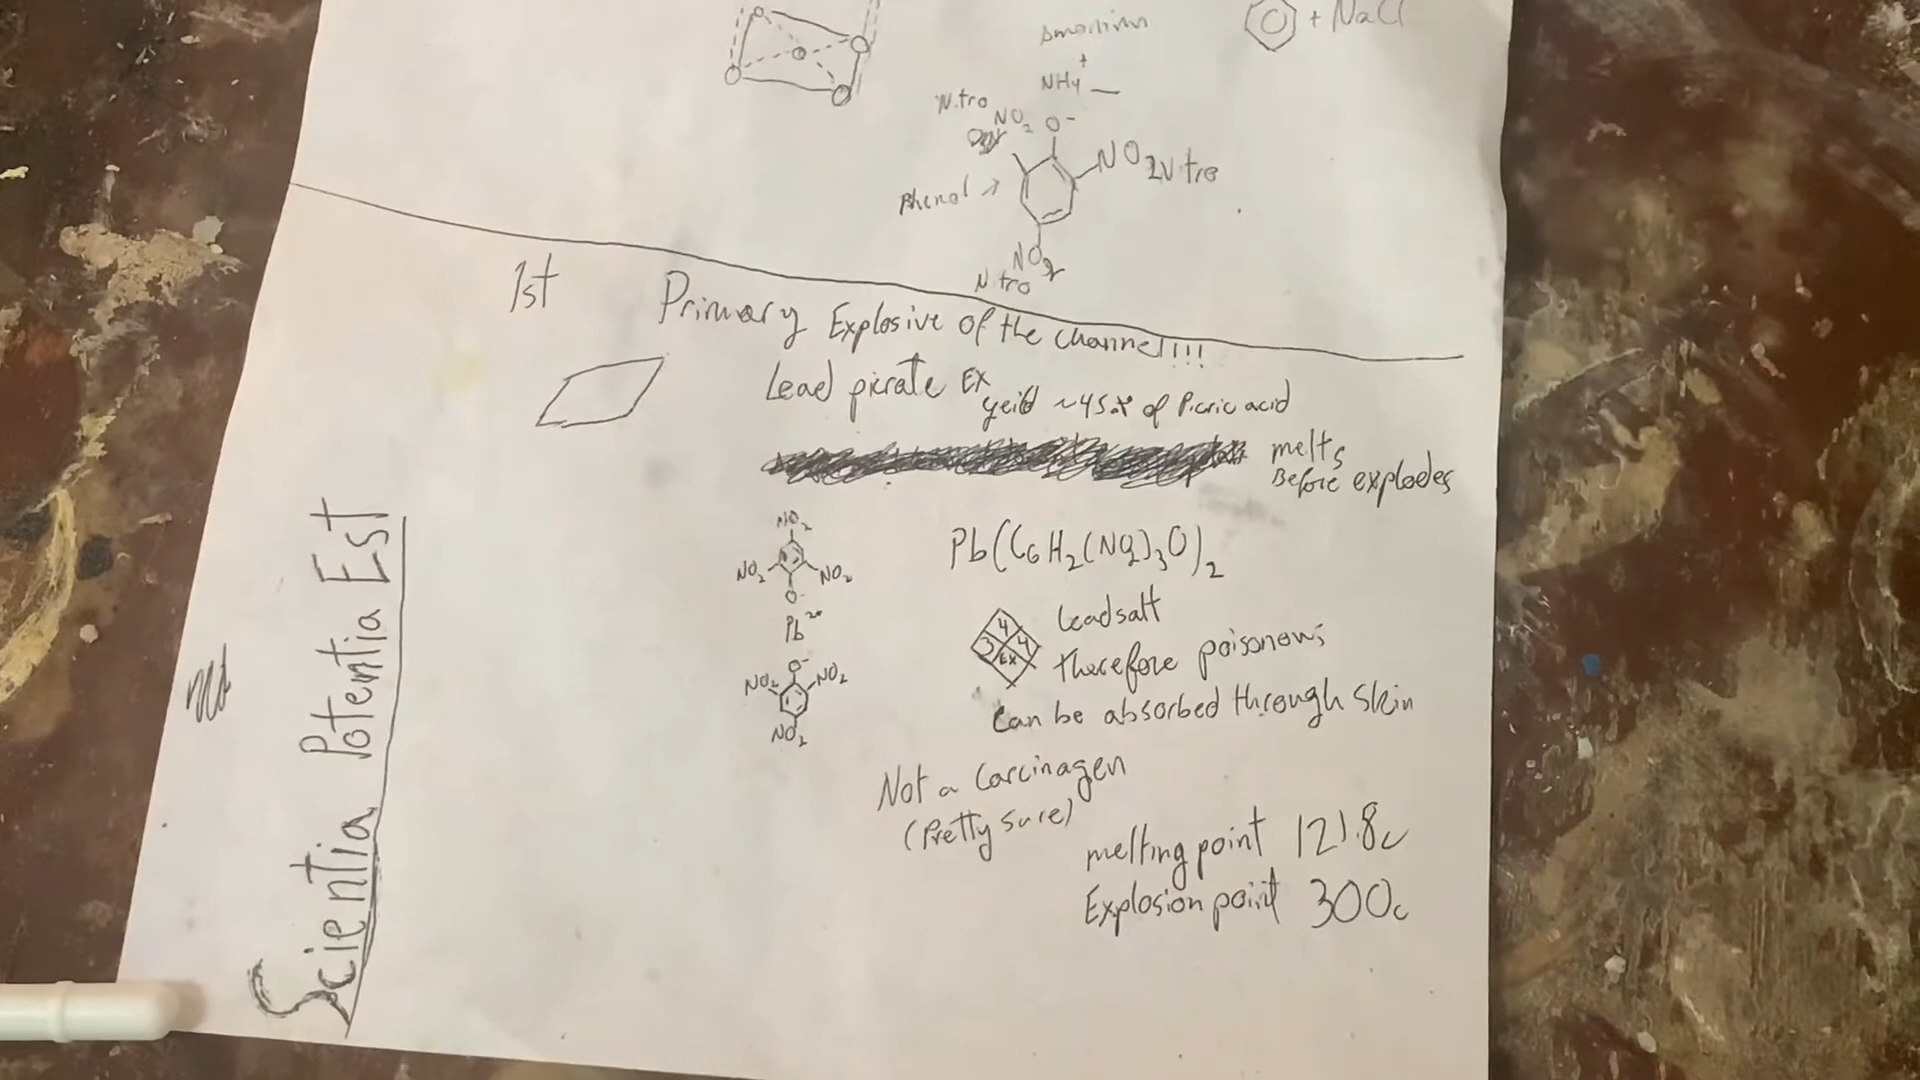 + NaCl
+
NH4
Nitro
NO2
O-
NO2 Nitro
Phenol →
NO2
Nitro
1st Primary Explosive of the channel!!!
Lead picrate Ex
yeild ~45% of Picric acid
melts
Before explodes
NO2
NO2 NO2
O-
Pb2+
O-
NO2 NO2
NO2
Pb(C6H2(NO2)3O)2
4
3 4
EX
Leadsalt
therefore poisonous;
Can be absorbed through skin
Not a Carcinagen
(Pretty sure)
melting point 121.8c
Explosion point 300c
Scientia Potentia Est